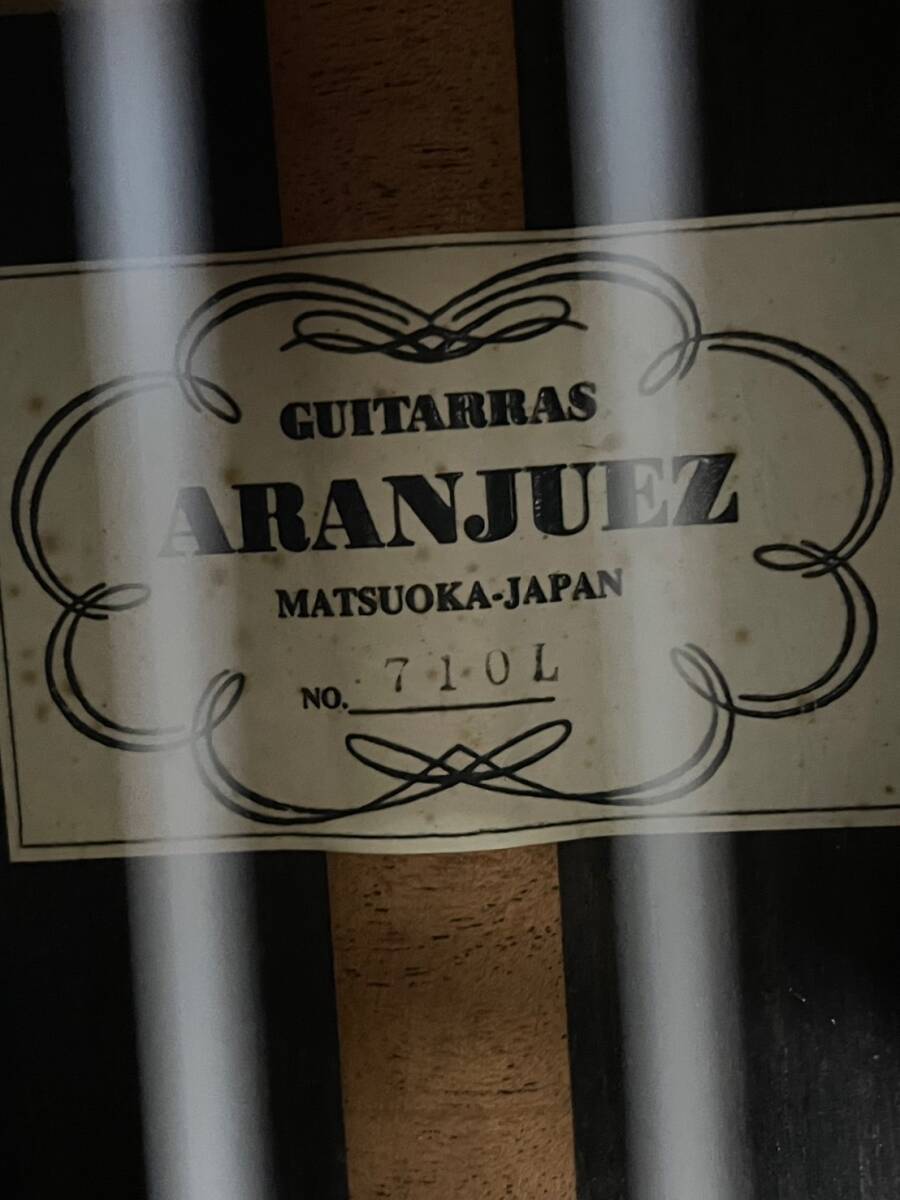 GUITARRAS
ARANJUEZ
MATSUOKA-JAPAN
NO. 710L